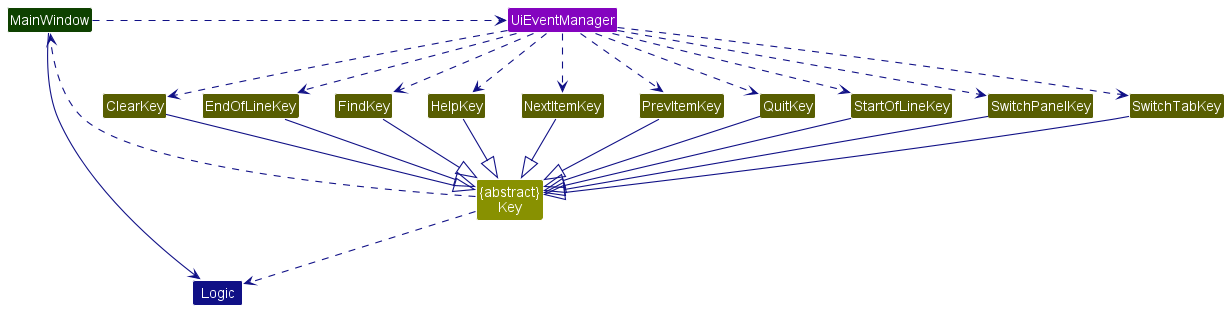 MainWindow
UiEventManager
ClearKey
EndOfLineKey
FindKey
HelpKey
NextItemKey
PrevItemKey
QuitKey
StartOfLineKey
SwitchPanelKey
SwitchTabKey
{abstract}
Key
Logic